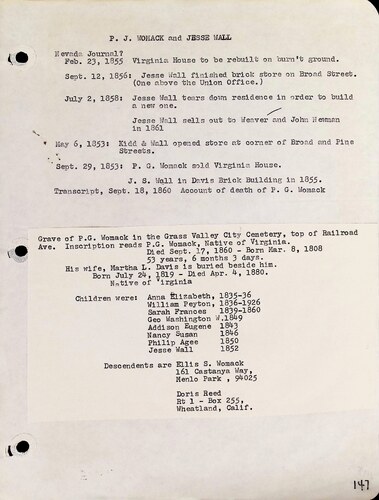 P. J. WOMACK and JESSE WALL
Nevada Journal?
Feb. 23, 1855 Virginia House to be rebuilt on burn't ground.
Sept. 12, 1856: Jesse Wall finished brick store on Broad Street.
(One above the Union Office.)
July 2, 1858: Jesse Wall tears down residence in order to build
a new one.
Jesse Wall sells out to Weaver and John Newman
in 1861
May 6, 1853: Kidd & Wall opened store at corner of Broad and Pine
Streets.
Sept. 29, 1853: P. G. Womack sold Virginia House.
J. S. Wall in Davis Brick Building in 1855.
Transcript, Sept. 18, 1860 Account of death of P. G. Womack
Grave of P.G. Womack in the Grass Valley City Cemetery, top of Railroad
Ave. Inscription reads P.G. Womack, Native of Virginia.
Died Sept. 17, 1860 - Born Mar. 8, 1808
53 years, 6 months 3 days.
His wife, Martha L. Davis is buried beside him.
Born July 24, 1819 - Died Apr. 4, 1880.
Native of Virginia
Children were: Anna Elizabeth, 1835-36
William Peyton, 1836-1926
Sarah Frances 1839-1860
Geo Washington W.1849
Addison Eugene 1843
Nancy Susan 1846
Philip Agee 1850
Jesse Wall 1852
Descendents are Ellis S. Womack
161 Castanya Way,
Menlo Park , 94025
Doris Reed
Rt 1 - Box 255,
Wheatland, Calif.
147